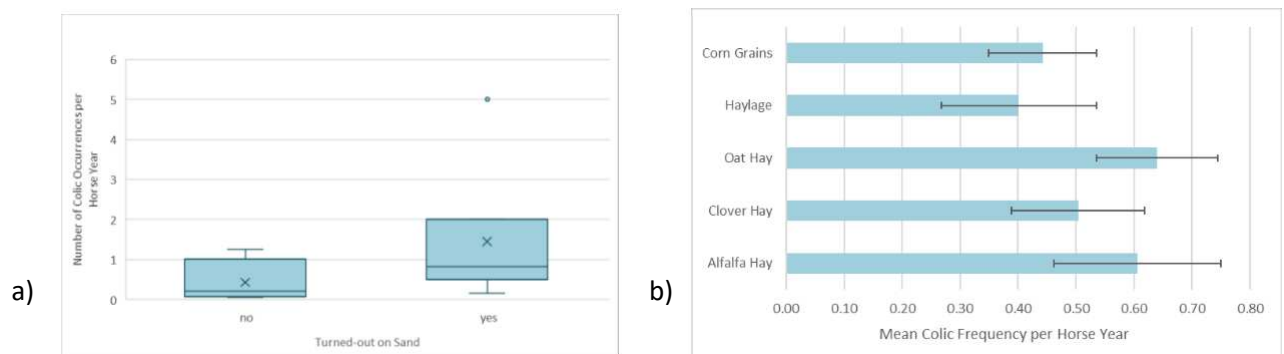 a)
Number of Colic Occurrences per
Horse Year
6
5
4
3
2
1
0
no
yes
Turned-out on Sand
b)
Corn Grains
Haylage
Oat Hay
Clover Hay
Alfalfa Hay
0.00 0.10 0.20 0.30 0.40 0.50 0.60 0.70 0.80
Mean Colic Frequency per Horse Year